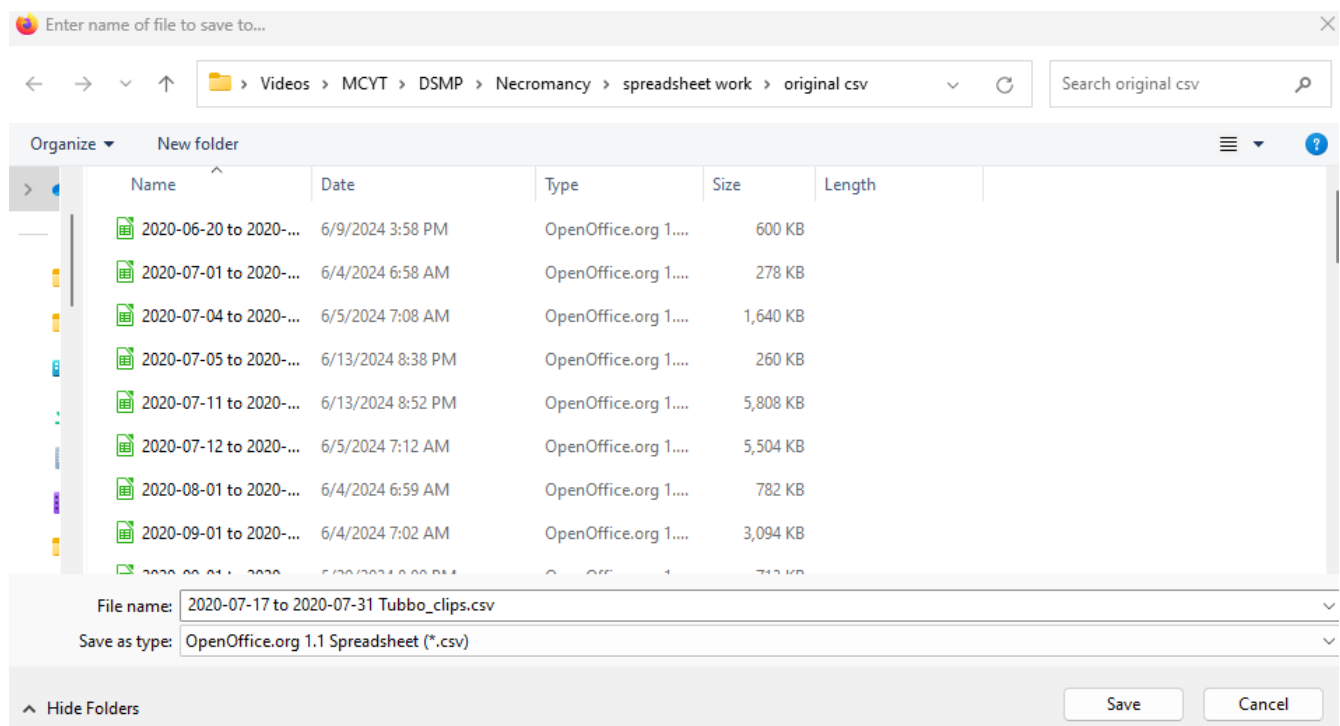 Enter name of file to save to...
Videos > MCYT > DSMP > Necromancy > spreadsheet work > original csv
Search original csv
Organize New folder
Name Date Type Size Length
2020-06-20 to 2020-... 6/9/2024 3:58 PM OpenOffice.org 1.... 600 KB
2020-07-01 to 2020-... 6/4/2024 6:58 AM OpenOffice.org 1.... 278 KB
2020-07-04 to 2020-... 6/5/2024 7:08 AM OpenOffice.org 1.... 1,640 KB
2020-07-05 to 2020-... 6/13/2024 8:38 PM OpenOffice.org 1.... 260 KB
2020-07-11 to 2020-... 6/13/2024 8:52 PM OpenOffice.org 1.... 5,808 KB
2020-07-12 to 2020-... 6/5/2024 7:12 AM OpenOffice.org 1.... 5,504 KB
2020-08-01 to 2020-... 6/4/2024 6:59 AM OpenOffice.org 1.... 782 KB
2020-09-01 to 2020-... 6/4/2024 7:02 AM OpenOffice.org 1.... 3,094 KB
File name: 2020-07-17 to 2020-07-31 Tubbo_clips.csv
Save as type: OpenOffice.org 1.1 Spreadsheet (*.csv)
Hide Folders Save Cancel